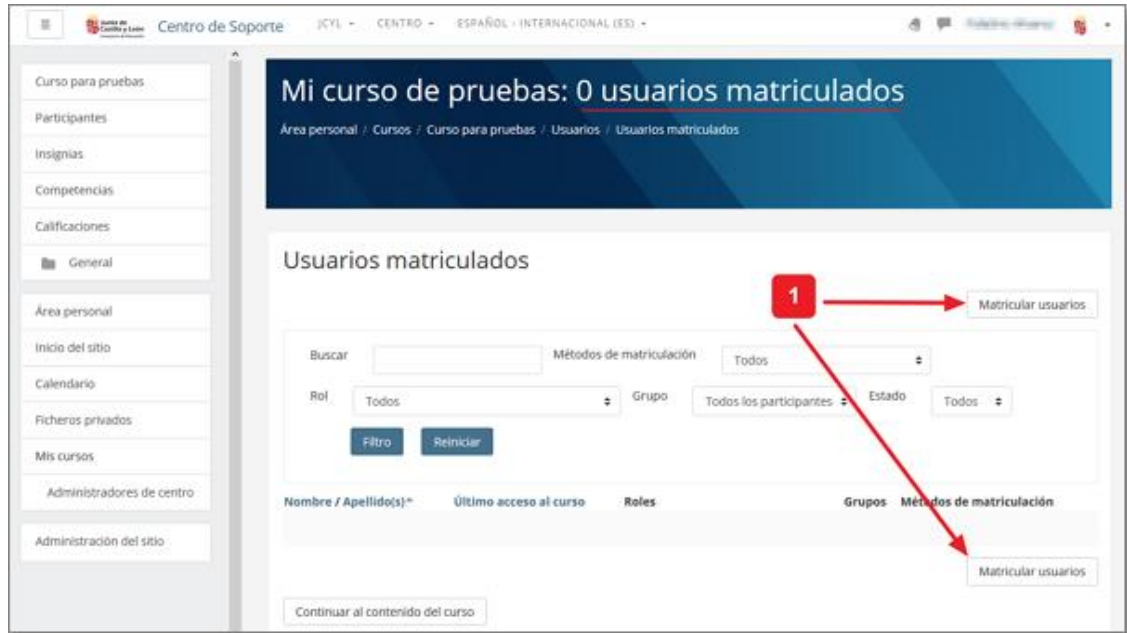 Junta de
Castilla y León
Centro de Soporte JCYL CENTRO ESPAÑOL - INTERNACIONAL (ES)
Curso para pruebas
Participantes
Insignias
Competencias
Calificaciones
General
Área personal
Inicio del sitio
Calendario
Ficheros privados
Mis cursos
Administradores de centro
Administración del sitio
Mi curso de pruebas: 0 usuarios matriculados
Área personal / Cursos / Curso para pruebas / Usuarios / Usuarios matriculados
Usuarios matriculados
1
Matricular usuarios
Buscar Métodos de matriculación Todos
Rol Todos Grupo Todos los participantes Estado Todos
Filtro Reiniciar
Nombre / Apellido(s) Último acceso al curso Roles Grupos Métodos de matriculación
Matricular usuarios
Continuar al contenido del curso